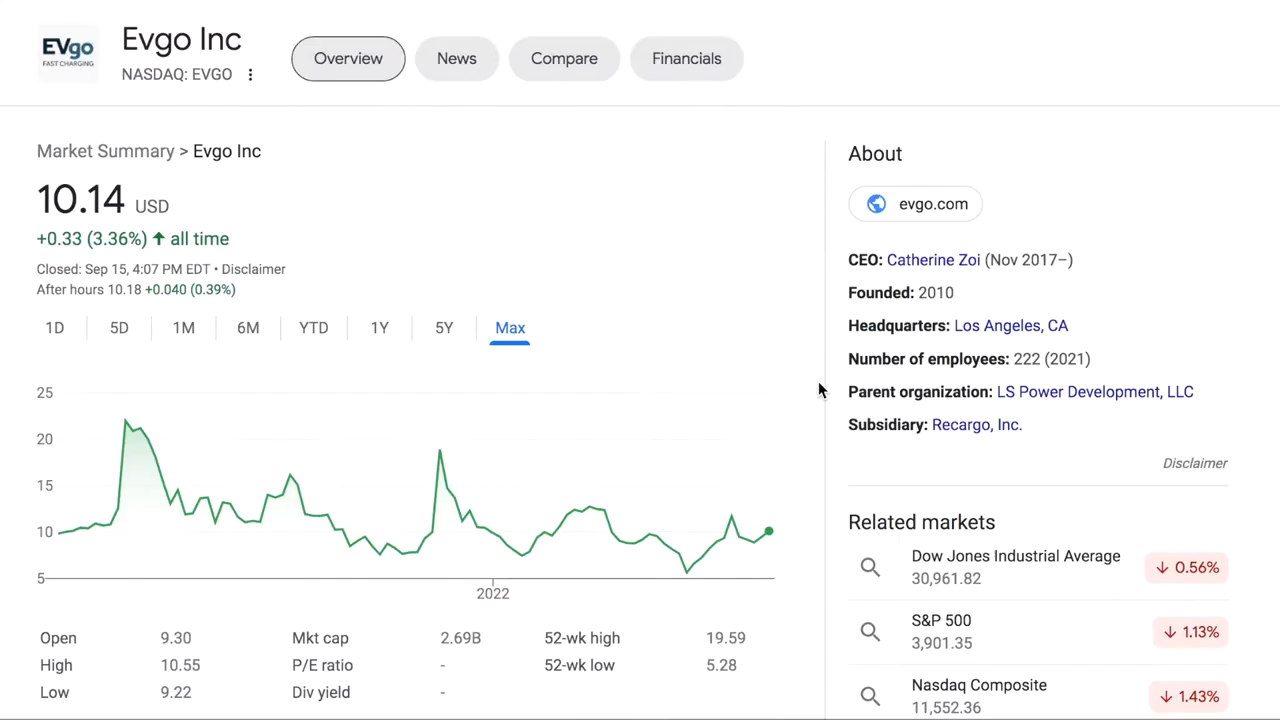 EVgo
FAST CHARGING
Evgo Inc
NASDAQ: EVGO
Overview
News
Compare
Financials
Market Summary > Evgo Inc
10.14 USD
+0.33 (3.36%) ↑ all time
Closed: Sep 15, 4:07 PM EDT • Disclaimer
After hours 10.18 +0.040 (0.39%)
1D 5D 1M 6M YTD 1Y 5Y Max
25
20
15
10
5
2022
Open 9.30 Mkt cap 2.69B 52-wk high 19.59
High 10.55 P/E ratio - 52-wk low 5.28
Low 9.22 Div yield -
About
evgo.com
CEO: Catherine Zoi (Nov 2017–)
Founded: 2010
Headquarters: Los Angeles, CA
Number of employees: 222 (2021)
Parent organization: LS Power Development, LLC
Subsidiary: Recargo, Inc.
Disclaimer
Related markets
Dow Jones Industrial Average
30,961.82
↓ 0.56%
S&P 500
3,901.35
↓ 1.13%
Nasdaq Composite
11,552.36
↓ 1.43%